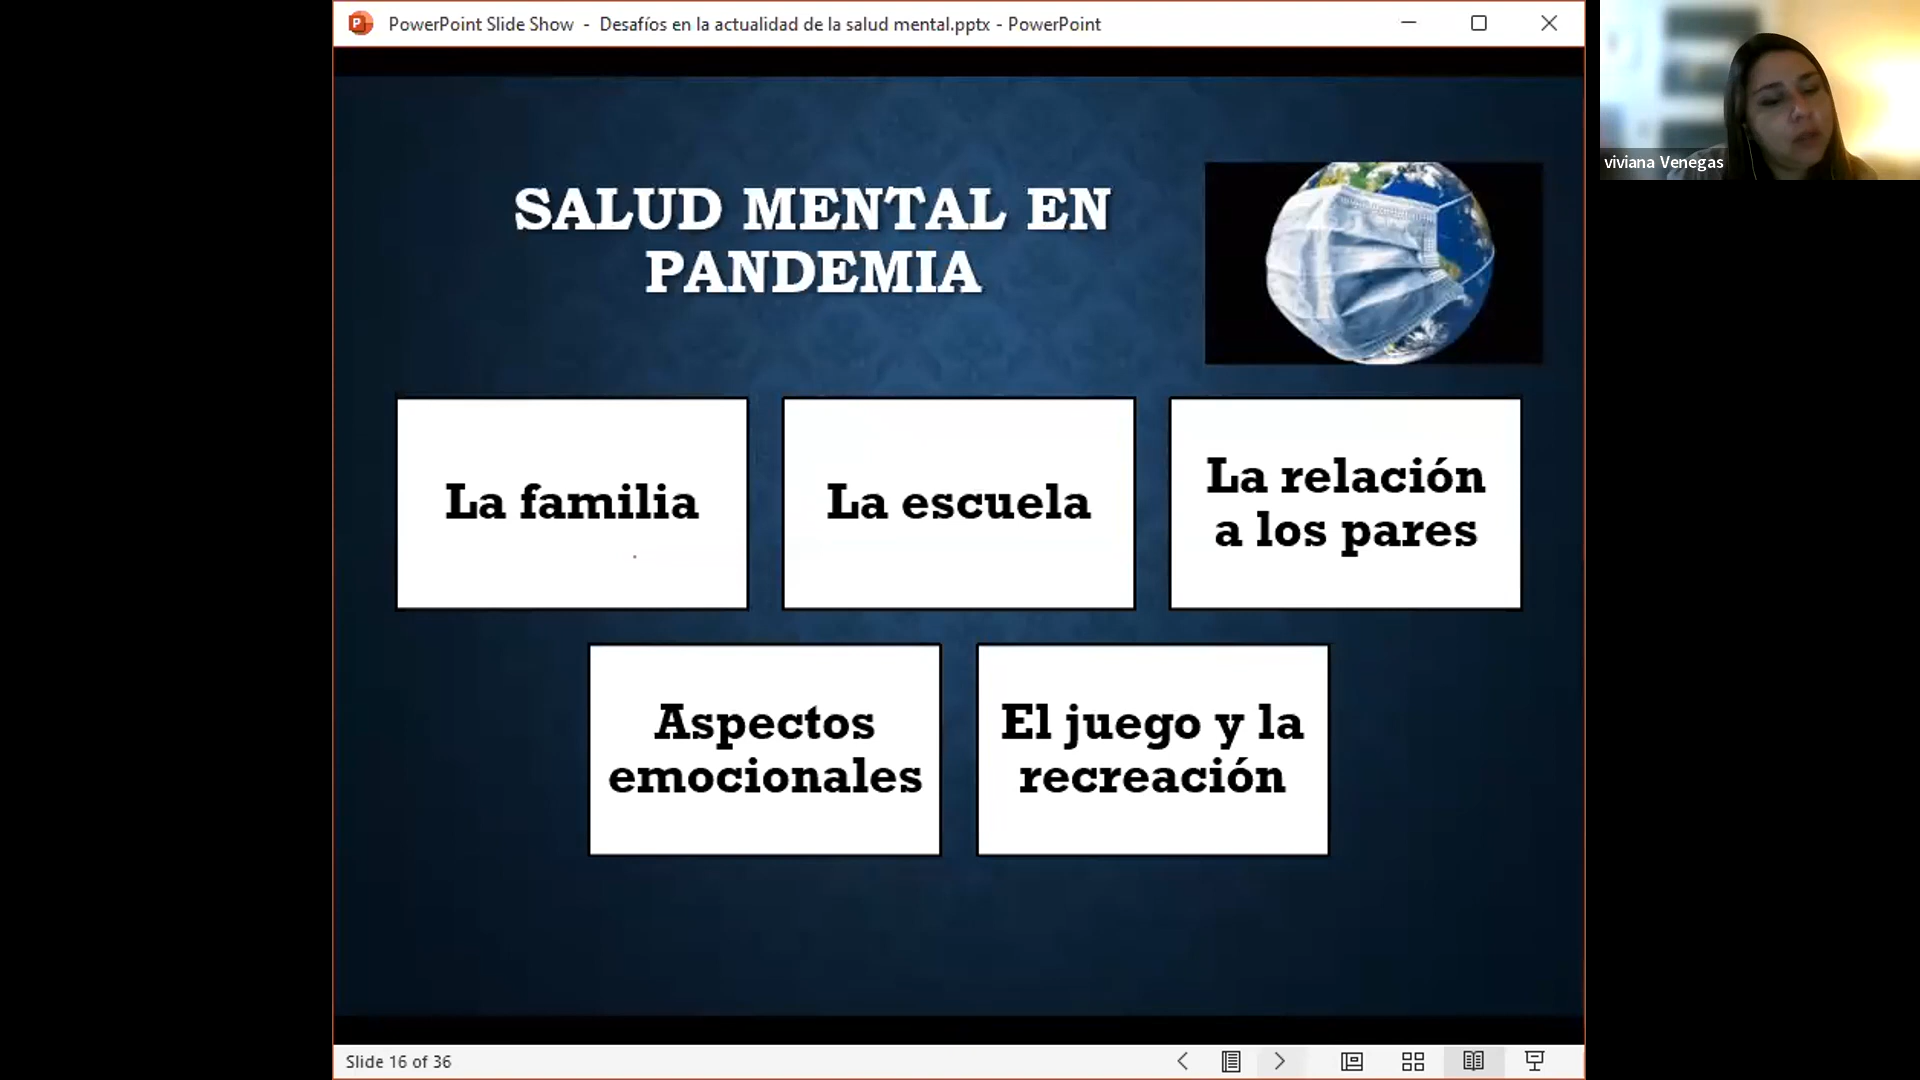 PowerPoint Slide Show - Desafíos en la actualidad de la salud mental.pptx - PowerPoint
viviana Venegas
SALUD MENTAL EN
PANDEMIA
La familia
La escuela
La relación
a los pares
Aspectos
emocionales
El juego y la
recreación
Slide 16 of 36